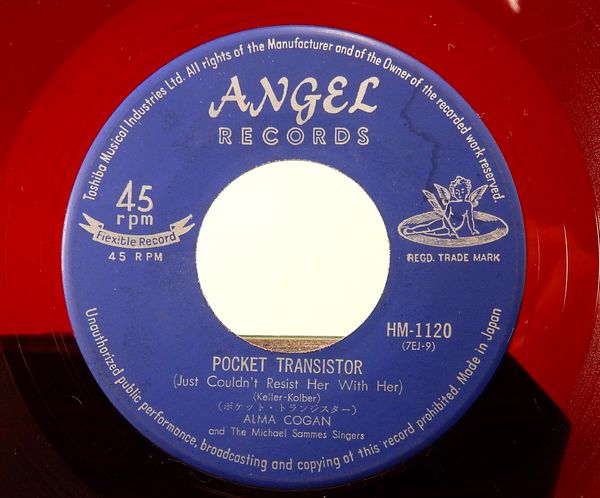 Toshiba Musical Industries Ltd. All rights of the Manufacturer and of the Owner of the recorded work reserved.
ANGEL
RECORDS
45
rpm
Flexible Record
45 RPM
REGD. TRADE MARK
HM-1120
(7EJ-9)
POCKET TRANSISTOR
(Just Couldn't Resist Her With Her)
(Keller-Kolber)
(ポケット・トランジスター)
ALMA COGAN
and The Michael Sammes Singers
Unauthorized public performance, broadcasting and copying of this record prohibited. Made in Japan